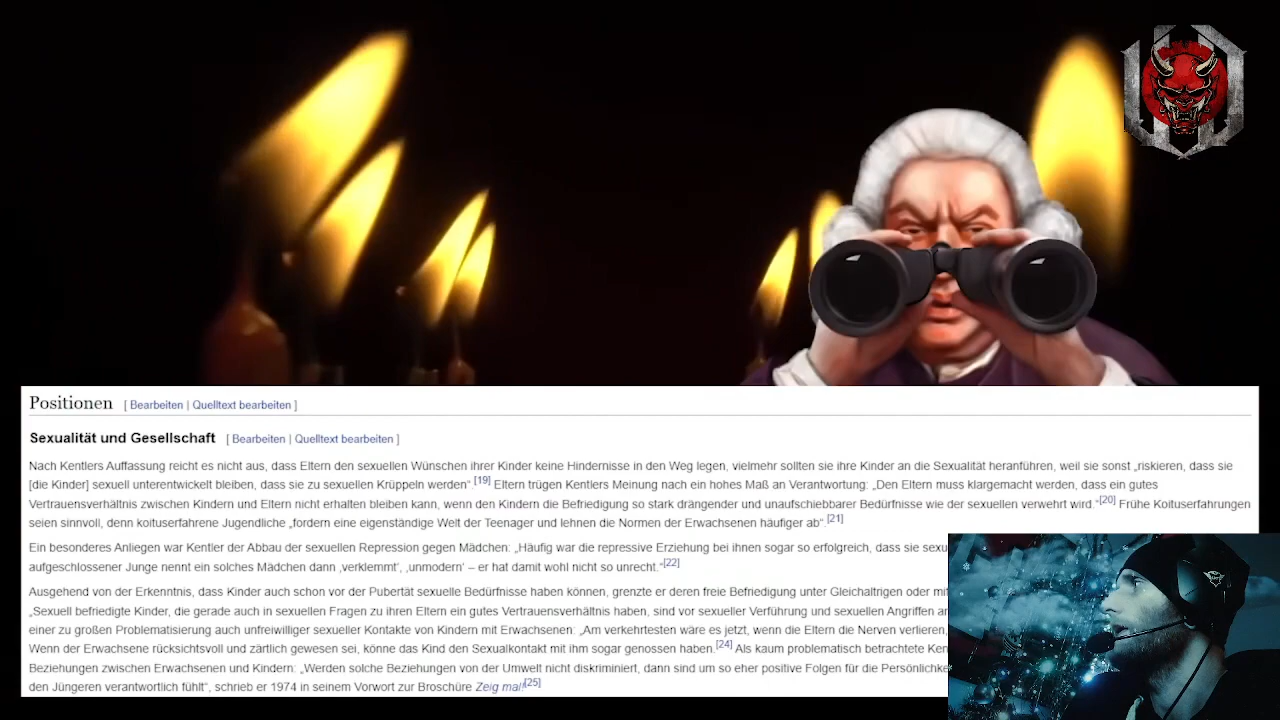 Positionen [ Bearbeiten | Quelltext bearbeiten ]
Sexualität und Gesellschaft [ Bearbeiten | Quelltext bearbeiten ]
Nach Kentlers Auffassung reicht es nicht aus, dass Eltern den sexuellen Wünschen ihrer Kinder keine Hindernisse in den Weg legen, vielmehr sollten sie ihre Kinder an die Sexualität heranführen, weil sie sonst „riskieren, dass sie
[die Kinder] sexuell unterentwickelt bleiben, dass sie zu sexuellen Krüppeln werden“.[19] Eltern trügen Kentlers Meinung nach ein hohes Maß an Verantwortung: „Den Eltern muss klargemacht werden, dass ein gutes
Vertrauensverhältnis zwischen Kindern und Eltern nicht erhalten bleiben kann, wenn den Kindern die Befriedigung so stark drängender und unaufschiebbarer Bedürfnisse wie der sexuellen verwehrt wird.“[20] Frühe Koituserfahrungen
seien sinnvoll, denn koituserfahrene Jugendliche „fordern eine eigenständige Welt der Teenager und lehnen die Normen der Erwachsenen häufiger ab“.[21]
Ein besonderes Anliegen war Kentler der Abbau der sexuellen Repression gegen Mädchen: „Häufig war die repressive Erziehung bei ihnen sogar so erfolgreich, dass sie sexu
aufgeschlossener Junge nennt ein solches Mädchen dann ‚verklemmt‘, ‚unmodern‘ – er hat damit wohl nicht so unrecht.“[22]
Ausgehend von der Erkenntnis, dass Kinder auch schon vor der Pubertät sexuelle Bedürfnisse haben können, grenzte er deren freie Befriedigung unter Gleichaltrigen oder mit
„Sexuell befriedigte Kinder, die gerade auch in sexuellen Fragen zu ihren Eltern ein gutes Vertrauensverhältnis haben, sind vor sexueller Verführung und sexuellen Angriffen
einer zu großen Problematisierung auch unfreiwilliger sexueller Kontakte von Kindern mit Erwachsenen: „Am verkehrtesten wäre es jetzt, wenn die Eltern die Nerven verlieren,
Wenn der Erwachsene rücksichtsvoll und zärtlich gewesen sei, könne das Kind den Sexualkontakt mit ihm sogar genossen haben.[24] Als kaum problematisch betrachtete Ken
Beziehungen zwischen Erwachsenen und Kindern: „Werden solche Beziehungen von der Umwelt nicht diskriminiert, dann sind um so eher positive Folgen für die Persönlichke
den Jüngeren verantwortlich fühlt“, schrieb er 1974 in seinem Vorwort zur Broschüre Zeig mal![25]